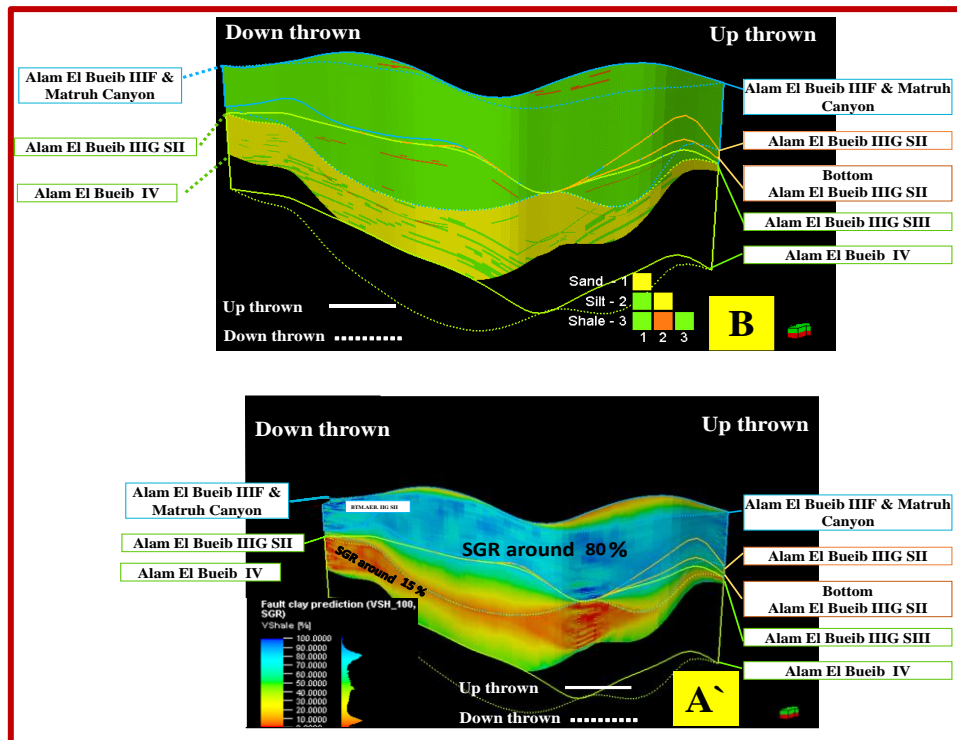 Down thrown
Up thrown
Alam El Bueib IIIF &
Matruh Canyon
Alam El Bueib IIIG SII
Alam El Bueib IV
Alam El Bueib IIIF & Matruh
Canyon
Alam El Bueib IIIG SII
Bottom
Alam El Bueib IIIG SII
Alam El Bueib IIIG SIII
Alam El Bueib IV
Up thrown
Down thrown
Sand - 1
Silt - 2
Shale - 3
1 2 3
B
Down thrown
Up thrown
Alam El Bueib IIIF &
Matruh Canyon
Alam El Bueib IIIG SII
Alam El Bueib IV
BTM.AEB. IIG SII
SGR around 80%
SGR around 15%
Alam El Bueib IIIF & Matruh
Canyon
Alam El Bueib IIIG SII
Bottom
Alam El Bueib IIIG SII
Alam El Bueib IIIG SIII
Alam El Bueib IV
Fault clay prediction (VSH_100,
SGR)
VShale [%]
100.0000
90.0000
80.0000
70.0000
60.0000
50.0000
40.0000
30.0000
20.0000
10.0000
0.0000
Up thrown
Down thrown
A`